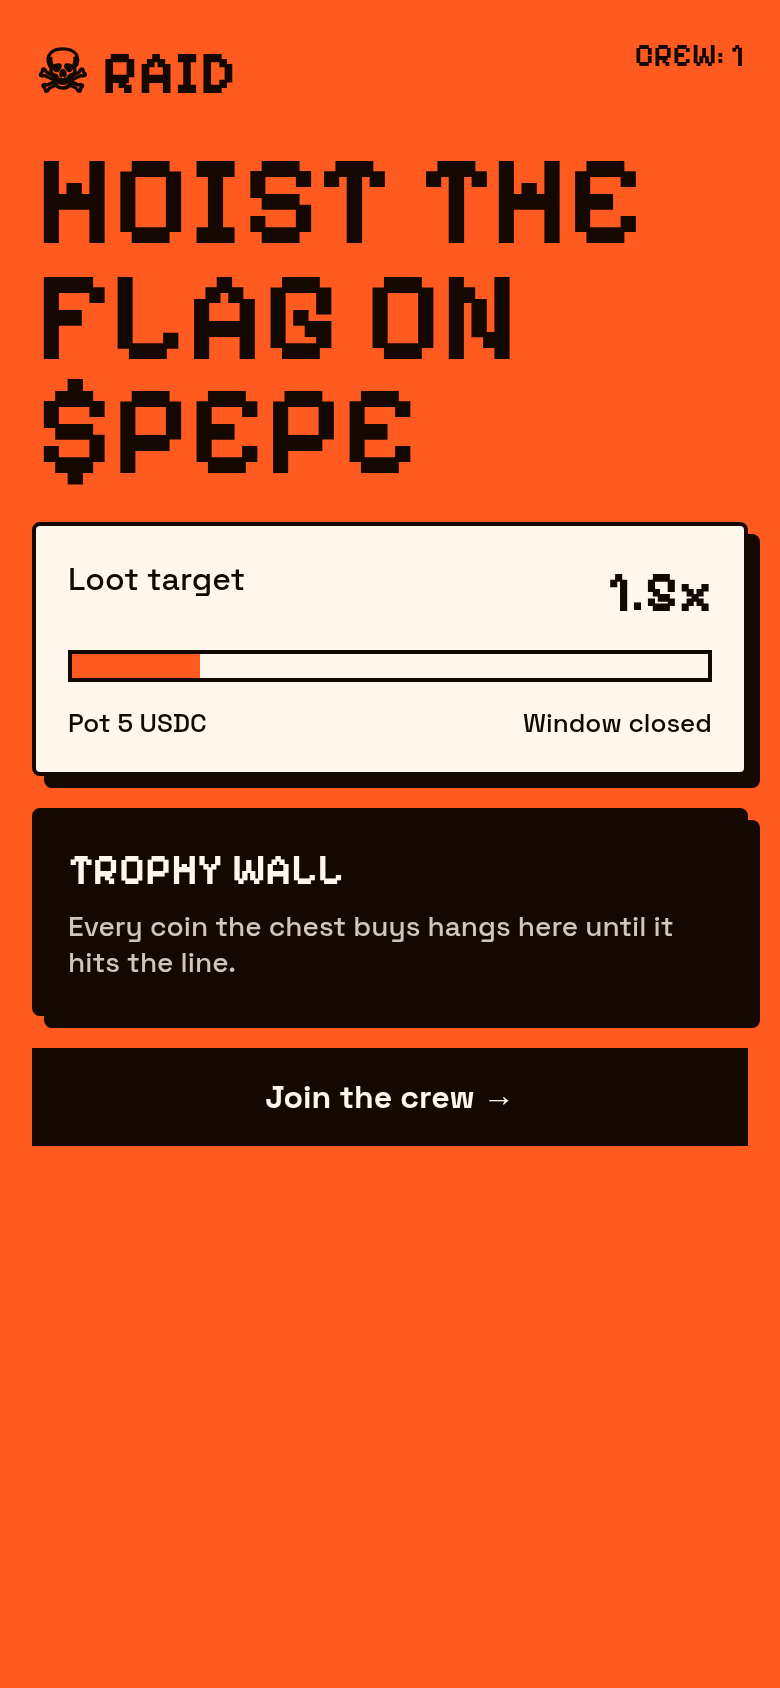 ☠ RAID
CREW: 1
HOIST THE
FLAG ON
$PEPE
Loot target
1.8x
Pot 5 USDC
Window closed
TROPHY WALL
Every coin the chest buys hangs here until it
hits the line.
Join the crew →